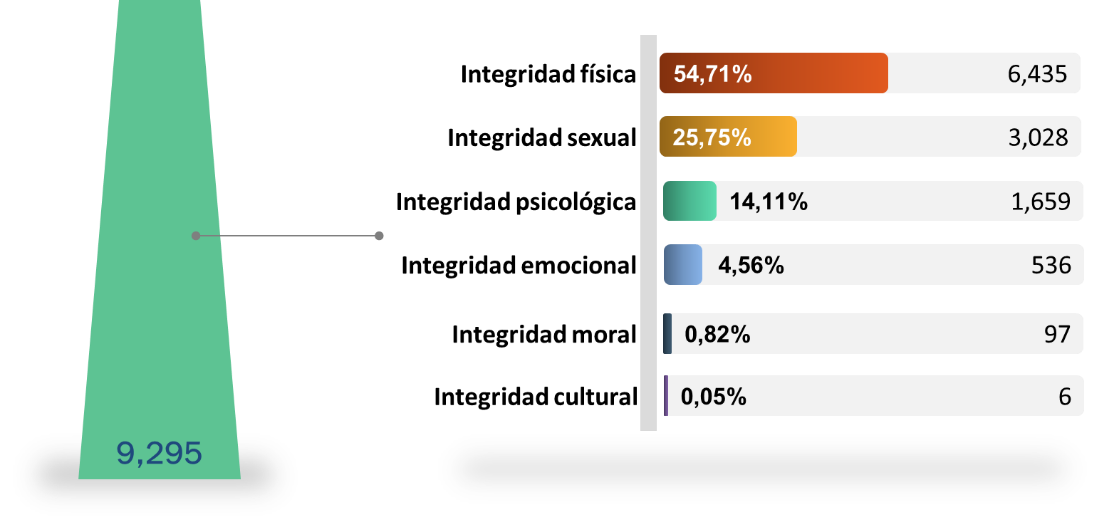 Integridad física 54,71% 6,435
Integridad sexual 25,75% 3,028
Integridad psicológica 14,11% 1,659
Integridad emocional 4,56% 536
Integridad moral 0,82% 97
Integridad cultural 0,05% 6
9,295